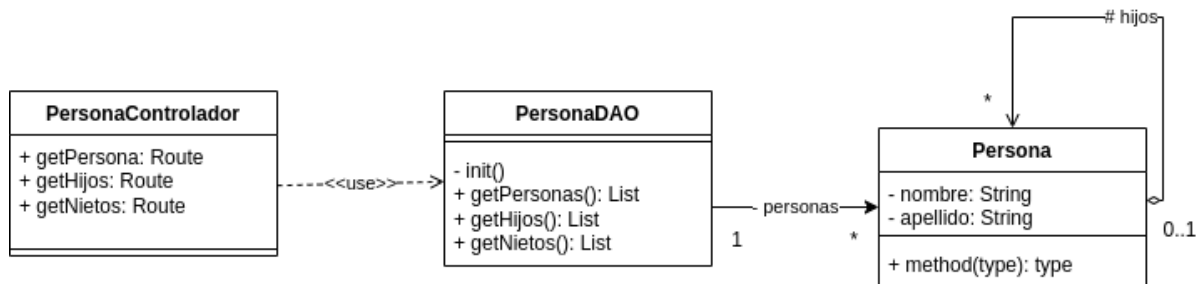 # hijos
*
PersonaControlador
+ getPersona: Route
+ getHijos: Route
+ getNietos: Route
<<use>>
PersonaDAO
- init()
+ getPersonas(): List
+ getHijos(): List
+ getNietos(): List
- personas
1
*
Persona
- nombre: String
- apellido: String
+ method(type): type
0..1